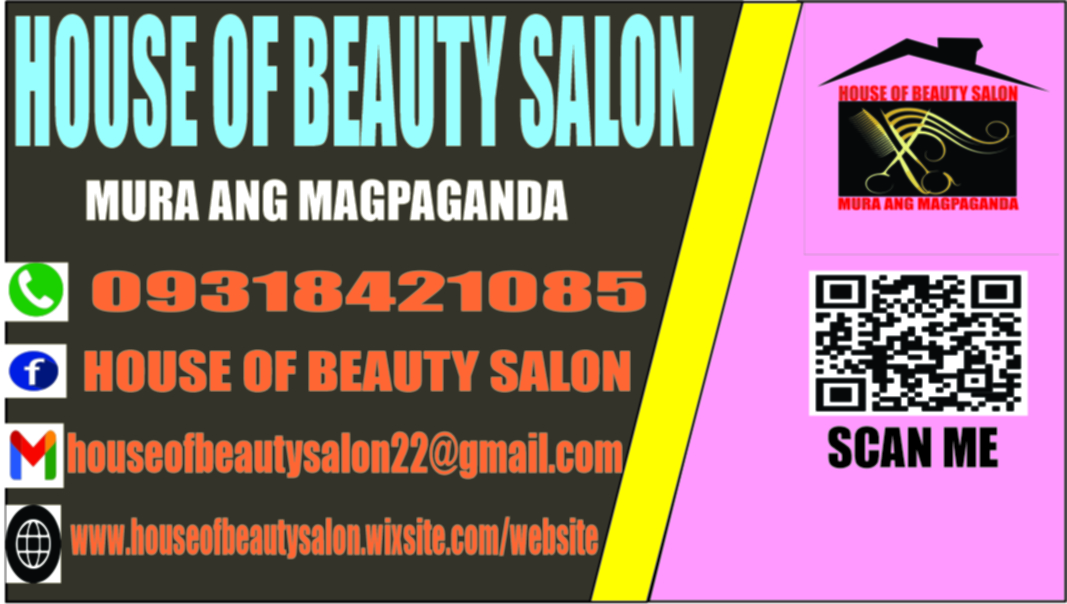 HOUSE OF BEAUTY SALON
MURA ANG MAGPAGANDA
09318421085
HOUSE OF BEAUTY SALON
houseofbeautysalon22@gmail.com
www.houseofbeautysalon.wixsite.com/website
HOUSE OF BEAUTY SALON
MURA ANG MAGPAGANDA
SCAN ME